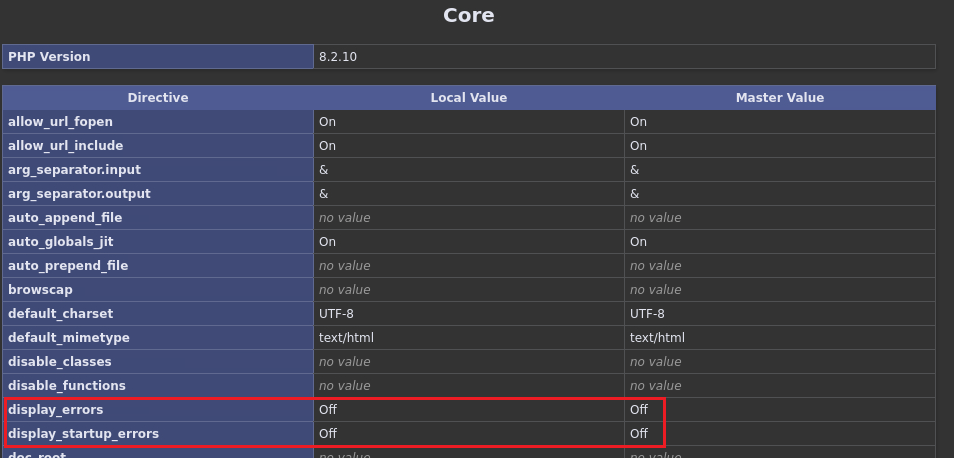 Core
PHP Version 8.2.10
Directive Local Value Master Value
allow_url_fopen On On
allow_url_include On On
arg_separator.input & &
arg_separator.output & &
auto_append_file no value no value
auto_globals_jit On On
auto_prepend_file no value no value
browscap no value no value
default_charset UTF-8 UTF-8
default_mimetype text/html text/html
disable_classes no value no value
disable_functions no value no value
display_errors Off Off
display_startup_errors Off Off
doc_root no value no value